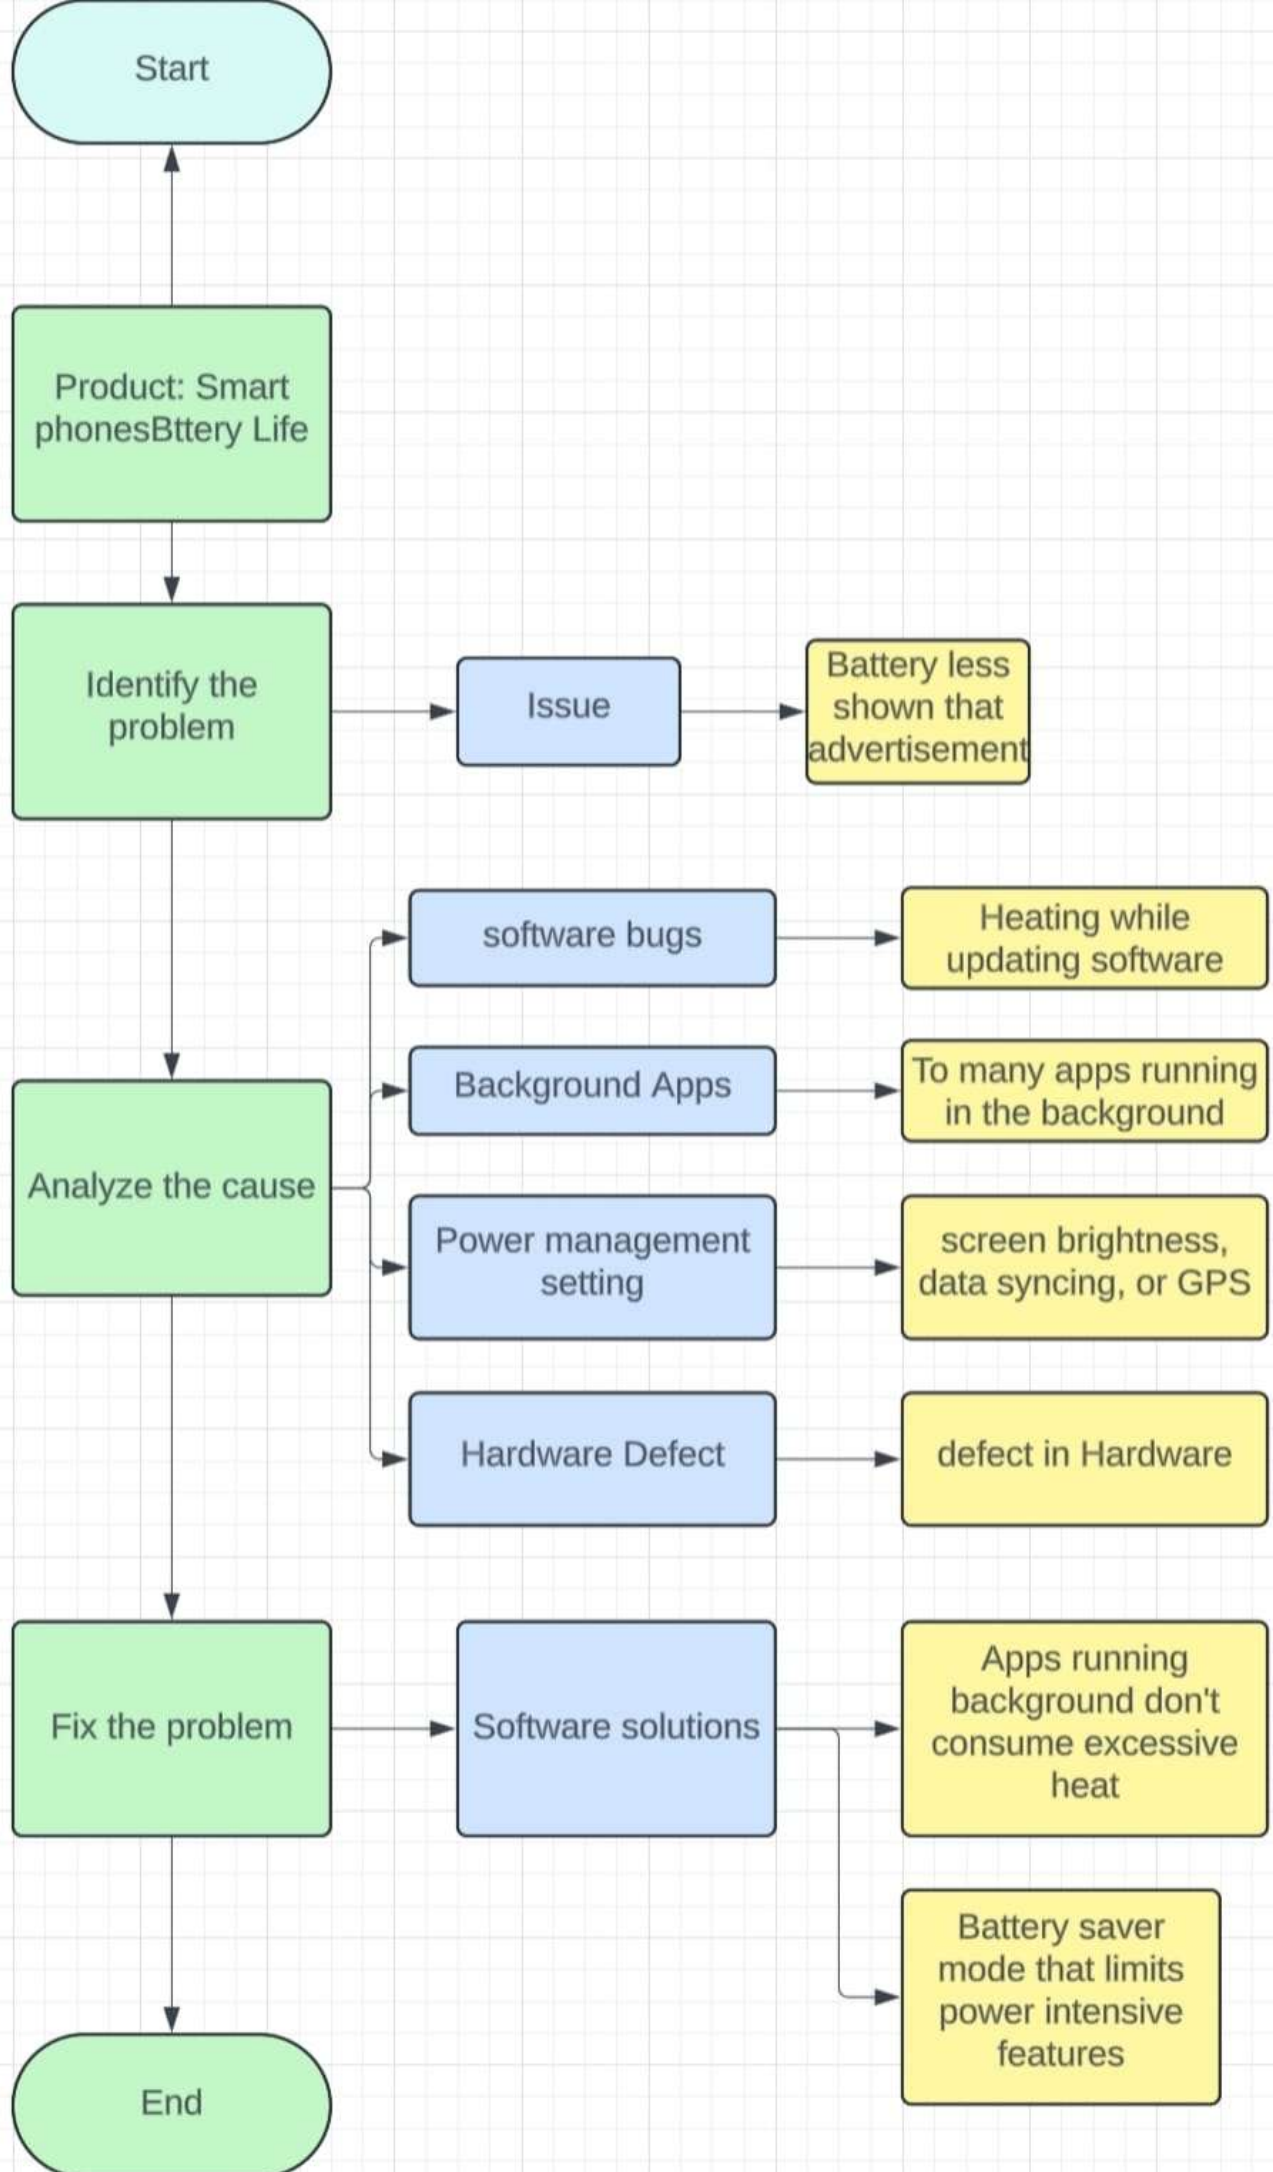 Start
Product: Smart
phonesBttery Life
Identify the
problem
Issue
Battery less
shown that
advertisement
software bugs
Heating while
updating software
Background Apps
To many apps running
in the background
Analyze the cause
Power management
setting
screen brightness,
data syncing, or GPS
Hardware Defect
defect in Hardware
Fix the problem
Software solutions
Apps running
background don't
consume excessive
heat
Battery saver
mode that limits
power intensive
features
End